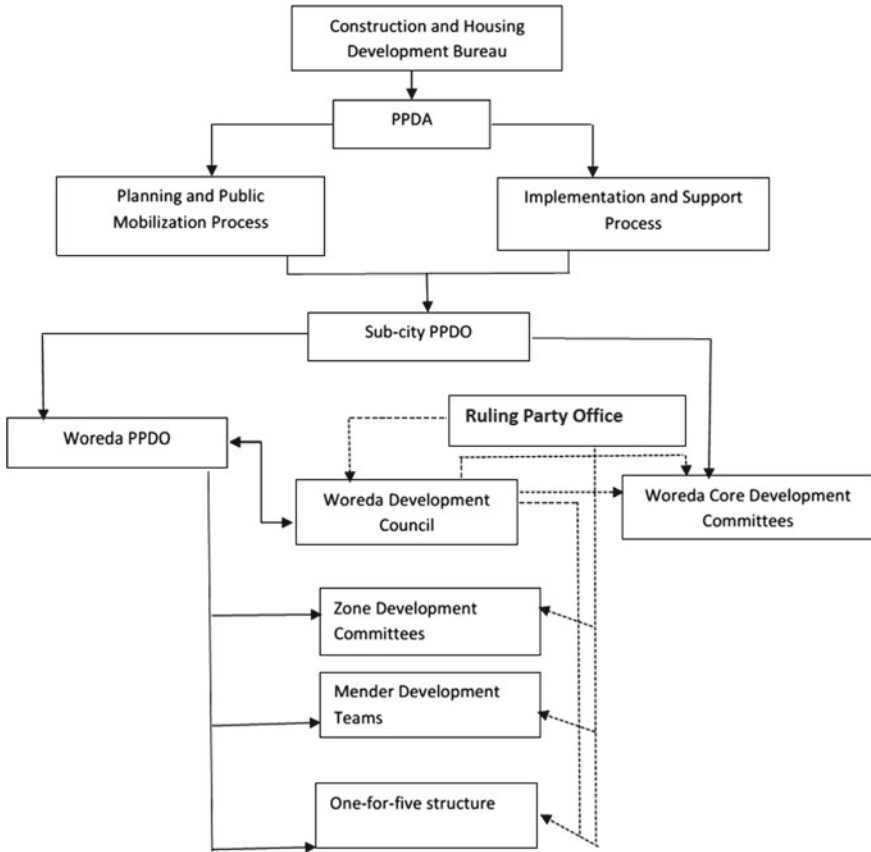 Construction and Housing
Development Bureau
PPDA
Planning and Public
Mobilization Process
Implementation and Support
Process
Sub-city PPDO
Ruling Party Office
Woreda PPDO
Woreda Development
Council
Woreda Core Development
Committees
Zone Development
Committees
Mender Development
Teams
One-for-five structure